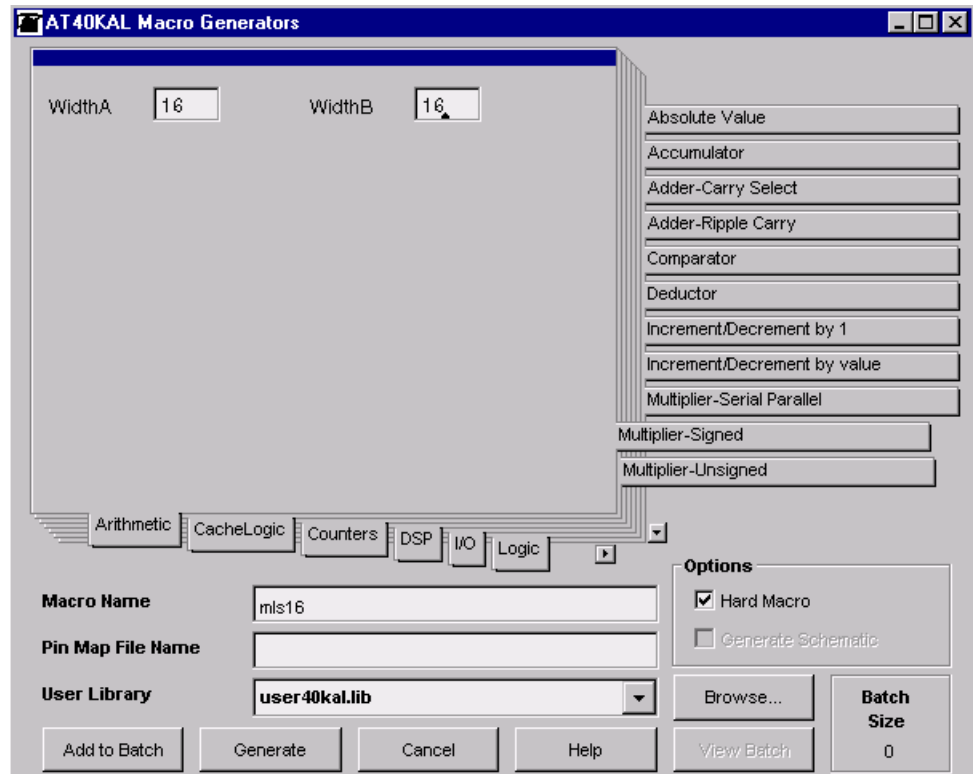 AT40KAL Macro Generators
WidthA 16 WidthB 16
Absolute Value
Accumulator
Adder-Carry Select
Adder-Ripple Carry
Comparator
Deductor
Increment/Decrement by 1
Increment/Decrement by value
Multiplier-Serial Parallel
Multiplier-Signed
Multiplier-Unsigned
Arithmetic CacheLogic Counters DSP I/O Logic
Options
Macro Name mls16
Hard Macro
Pin Map File Name
Generate Schematic
User Library user40kal.lib
Browse...
Batch Size
0
Add to Batch Generate Cancel Help View Batch